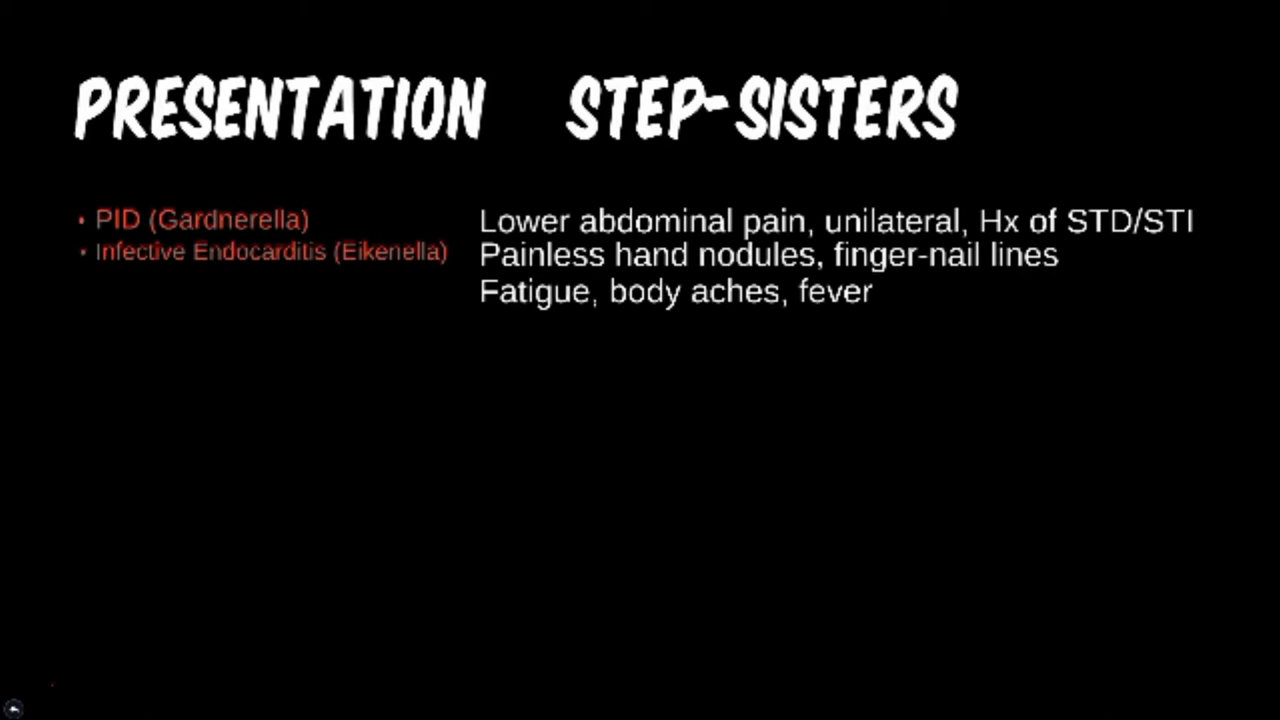 PRESENTATION STEP-SISTERS
• PID (Gardnerella)
• Infective Endocarditis (Eikenella)
Lower abdominal pain, unilateral, Hx of STD/STI
Painless hand nodules, finger-nail lines
Fatigue, body aches, fever